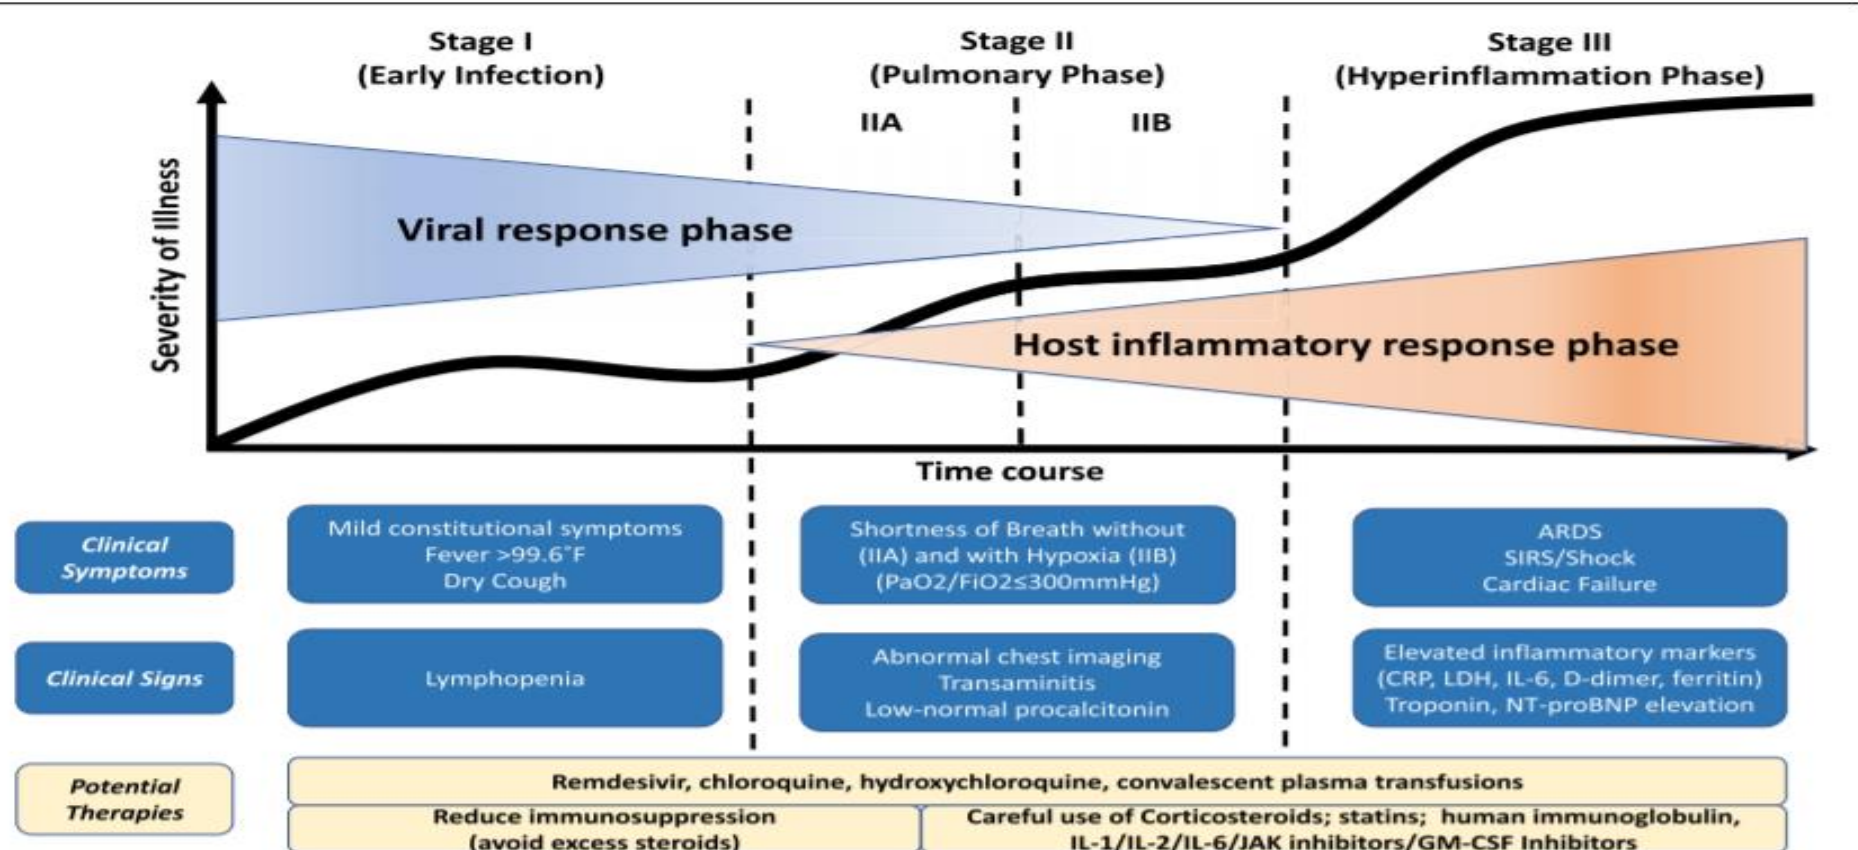 Stage I
(Early Infection)
Stage II
(Pulmonary Phase)
Stage III
(Hyperinflammation Phase)
IIA
IIB
Severity of Illness
Viral response phase
Host inflammatory response phase
Time course
Clinical
Symptoms
Mild constitutional symptoms
Fever >99.6°F
Dry Cough
Shortness of Breath without
(IIA) and with Hypoxia (IIB)
(PaO2/FiO2≤300mmHg)
ARDS
SIRS/Shock
Cardiac Failure
Clinical Signs
Lymphopenia
Abnormal chest imaging
Transaminitis
Low-normal procalcitonin
Elevated inflammatory markers
(CRP, LDH, IL-6, D-dimer, ferritin)
Troponin, NT-proBNP elevation
Potential
Therapies
Remdesivir, chloroquine, hydroxychloroquine, convalescent plasma transfusions
Reduce immunosuppression
(avoid excess steroids)
Careful use of Corticosteroids; statins; human immunoglobulin,
IL-1/IL-2/IL-6/JAK inhibitors/GM-CSF Inhibitors